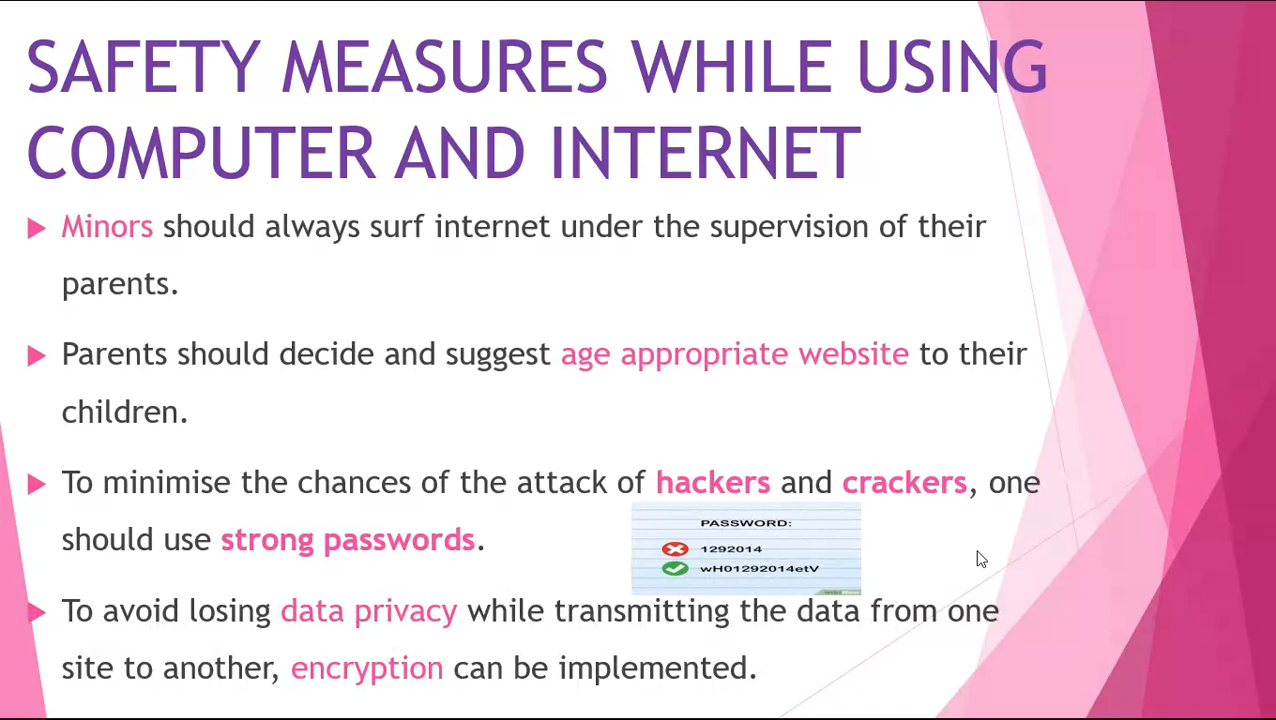 SAFETY MEASURES WHILE USING
COMPUTER AND INTERNET
Minors should always surf internet under the supervision of their
parents.
Parents should decide and suggest age appropriate website to their
children.
To minimise the chances of the attack of hackers and crackers, one
should use strong passwords.
PASSWORD:
1292014
wH01292014etV
To avoid losing data privacy while transmitting the data from one
site to another, encryption can be implemented.